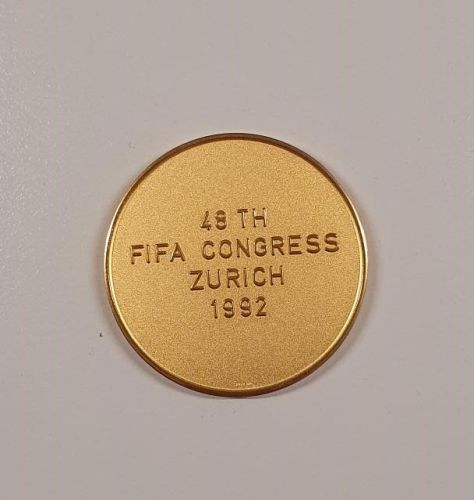 48 TH
FIFA CONGRESS
ZURICH
1992